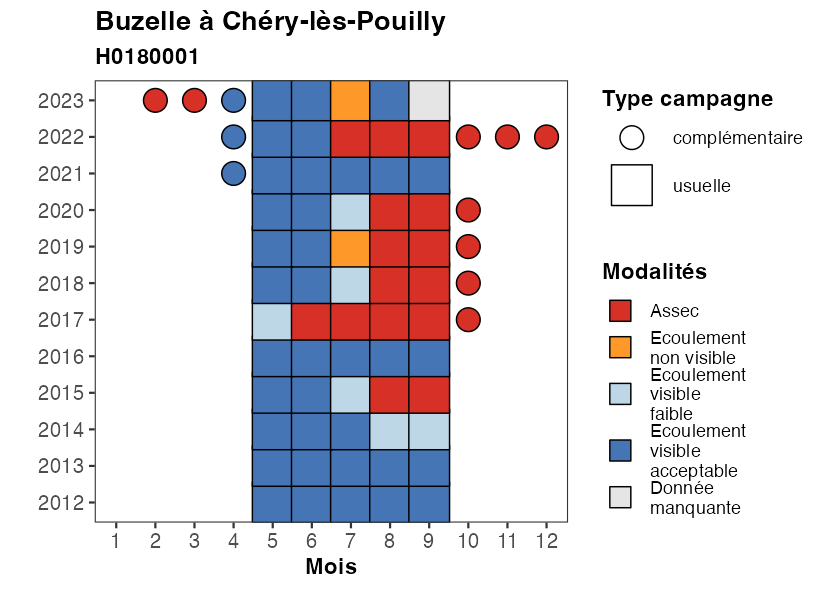 Buzelle à Chéry-lès-Pouilly
H0180001
2023
2022
2021
2020
2019
2018
2017
2016
2015
2014
2013
2012
1 2 3 4 5 6 7 8 9 10 11 12
Mois
Type campagne
complémentaire
usuelle
Modalités
Assec
Ecoulement
non visible
Ecoulement
visible
faible
Ecoulement
visible
acceptable
Donnée
manquante